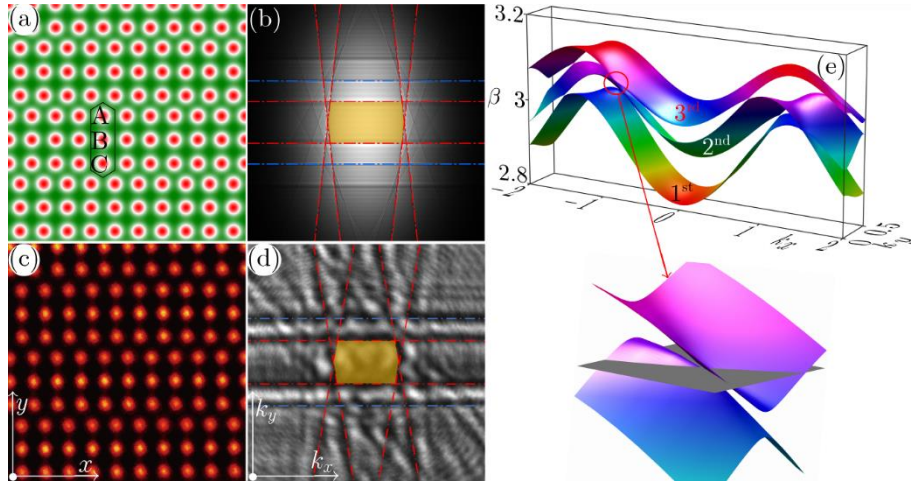 (a)
A
B
C
(b)
(c)
y
x
(d)
k_y
k_x
(e)
3.2
β
3
2.8
3rd
2nd
1st
-2
-1
0
1
k_x
2
0
0.5
k_y